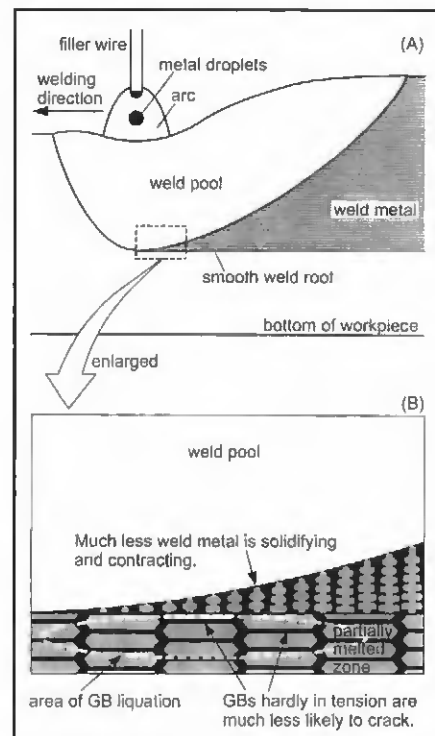 (A)
filler wire
metal droplets
welding
direction
arc
weld pool
weld metal
smooth weld root
bottom of workpiece
enlarged
(B)
weld pool
Much less weld metal is solidifying
and contracting.
partially
melted
zone
area of GB liquation
GBs hardly in tension are
much less likely to crack.